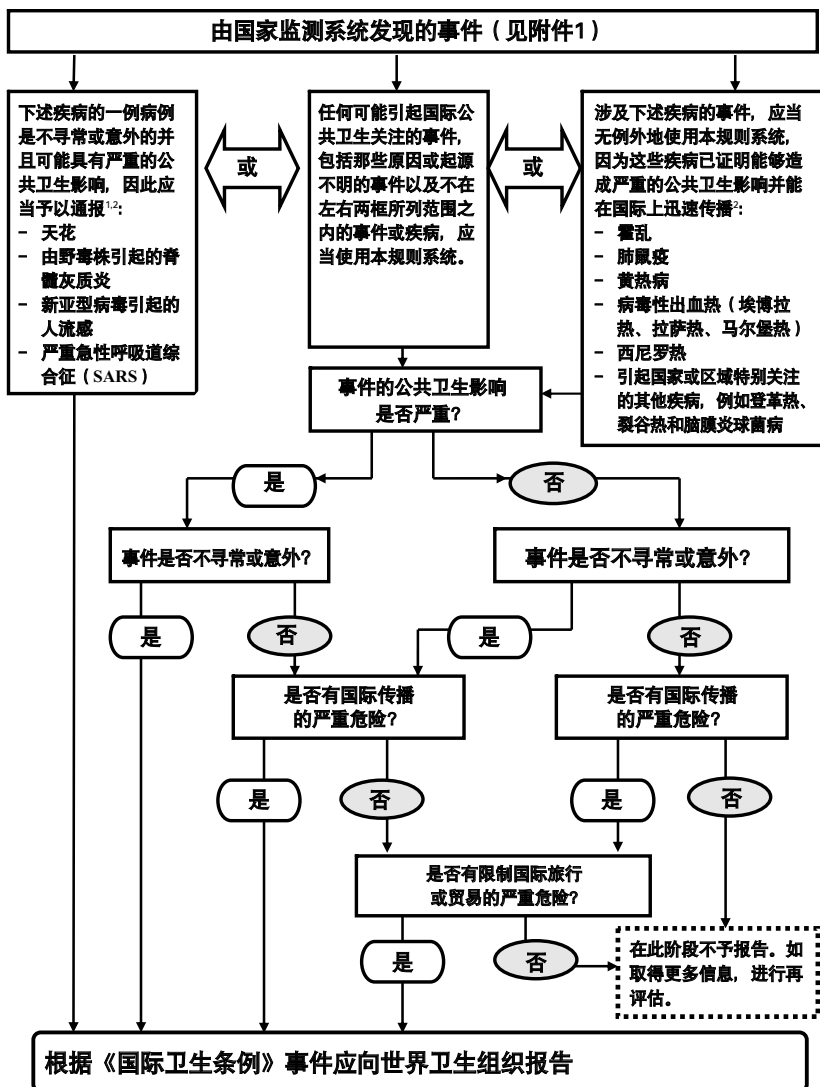 由国家监测系统发现的事件（见附件1）
下述疾病的一例病例
是不寻常或意外的并
且可能具有严重的公
共卫生影响，因此应
当予以通报1,2:
– 天花
– 由野毒株引起的脊
髓灰质炎
– 新亚型病毒引起的
人流感
– 严重急性呼吸道综
合征（SARS）
或
任何可能引起国际公
共卫生关注的事件，
包括那些原因或起源
不明的事件以及不在
左右两框所列范围之
内的事件或疾病，应
当使用本规则系统。
或
涉及下述疾病的事件，应当
无例外地使用本规则系统，
因为这些疾病已证明能够造
成严重的公共卫生影响并能
在国际上迅速传播2:
– 霍乱
– 肺鼠疫
– 黄热病
– 病毒性出血热（埃博拉
热、拉萨热、马尔堡热）
– 西尼罗热
– 引起国家或区域特别关注
的其他疾病，例如登革热、
裂谷热和脑膜炎球菌病
事件的公共卫生影响
是否严重?
是
否
事件是否不寻常或意外?
事件是否不寻常或意外?
是
否
是
否
是否有国际传播
的严重危险?
是否有国际传播
的严重危险?
是
否
是
否
是否有限制国际旅行
或贸易的严重危险?
是
否
在此阶段不予报告。如
取得更多信息，进行再
评估。
根据《国际卫生条例》事件应向世界卫生组织报告